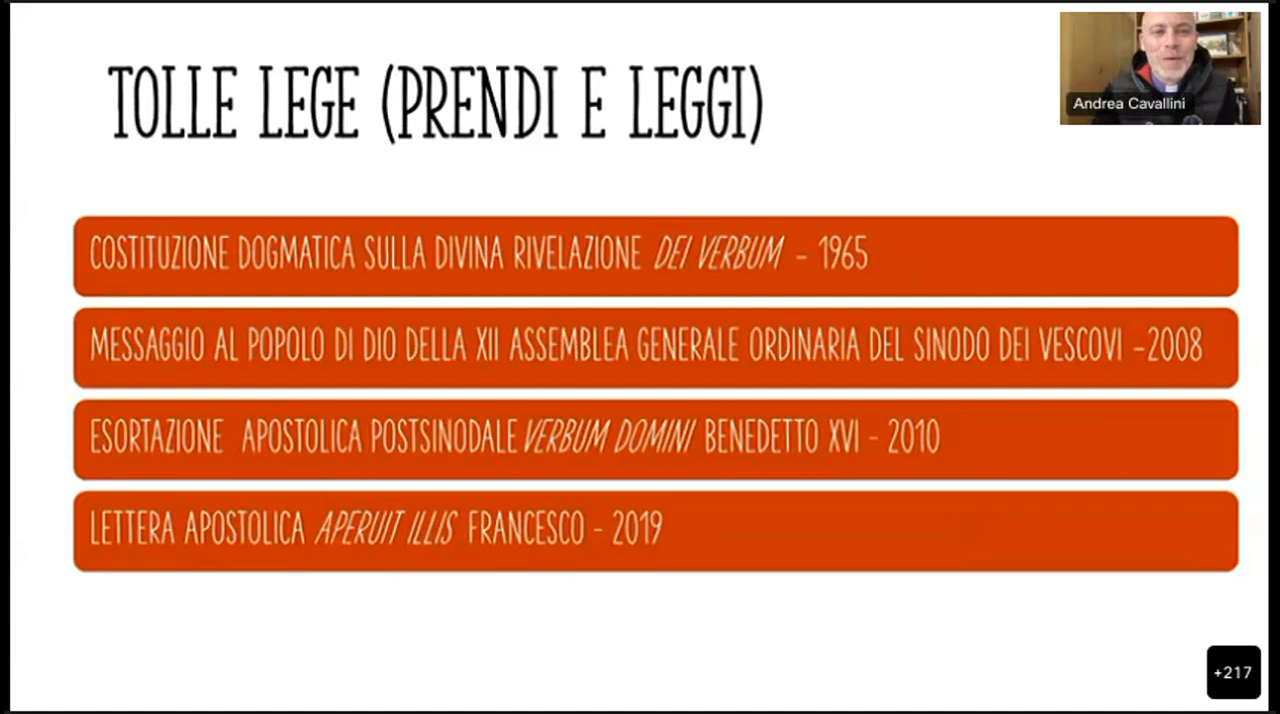 TOLLE LEGE (PRENDI E LEGGI)
Andrea Cavallini
COSTITUZIONE DOGMATICA SULLA DIVINA RIVELAZIONE DEI VERBUM – 1965
MESSAGGIO AL POPOLO DI DIO DELLA XII ASSEMBLEA GENERALE ORDINARIA DEL SINODO DEI VESCOVI –2008
ESORTAZIONE APOSTOLICA POSTSINODALE VERBUM DOMINI BENEDETTO XVI - 2010
LETTERA APOSTOLICA APERUIT ILLIS FRANCESCO - 2019
+217